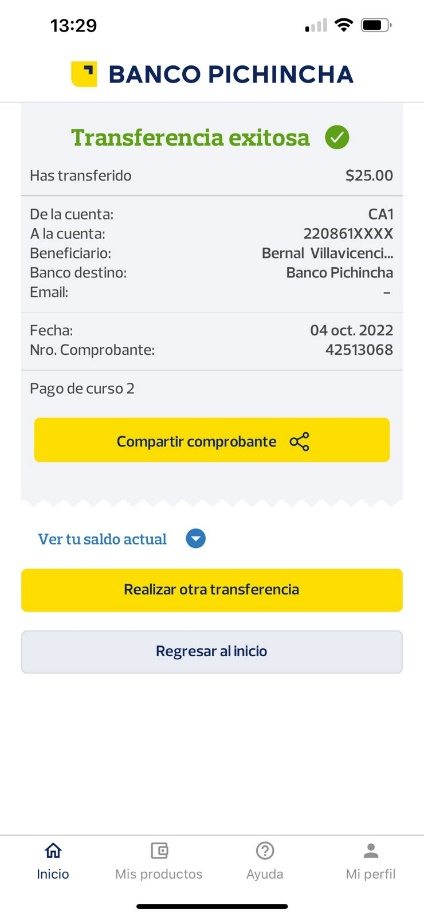 13:29
BANCO PICHINCHA
Transferencia exitosa
Has transferido $25.00
De la cuenta: CA1
A la cuenta: 220861XXXX
Beneficiario: Bernal Villavicenci...
Banco destino: Banco Pichincha
Email: –
Fecha: 04 oct. 2022
Nro. Comprobante: 42513068
Pago de curso 2
Compartir comprobante
Ver tu saldo actual
Realizar otra transferencia
Regresar al inicio
Inicio Mis productos Ayuda Mi perfil